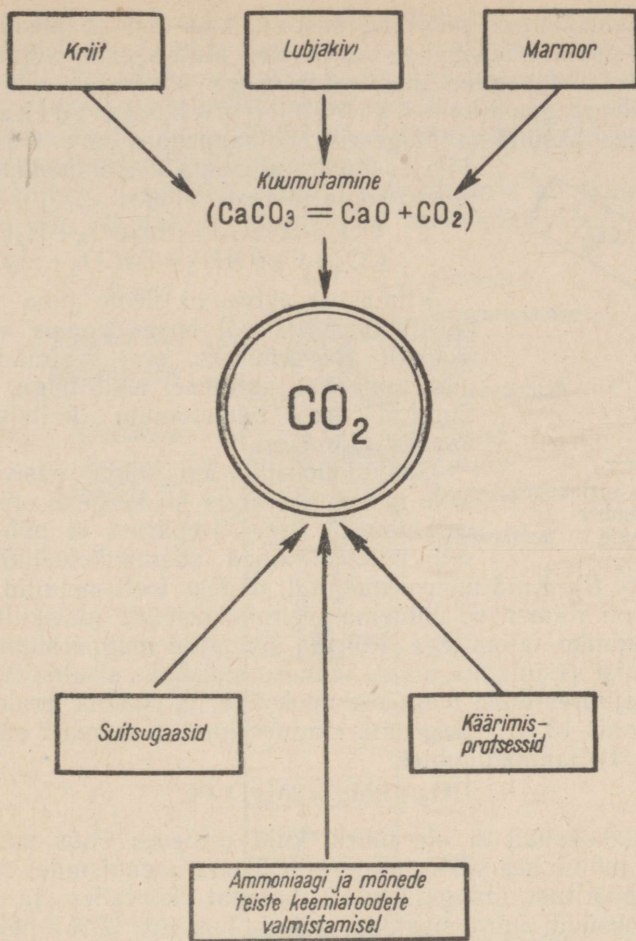 Kriit
Lubjakivi
Marmor
Kuumutamine
(CaCO₃ = CaO + CO₂)
CO₂
Suitsugaasid
Käärimis-
protsessid
Ammoniaagi ja mõnede
teiste keemiatoodete
valmistamisel